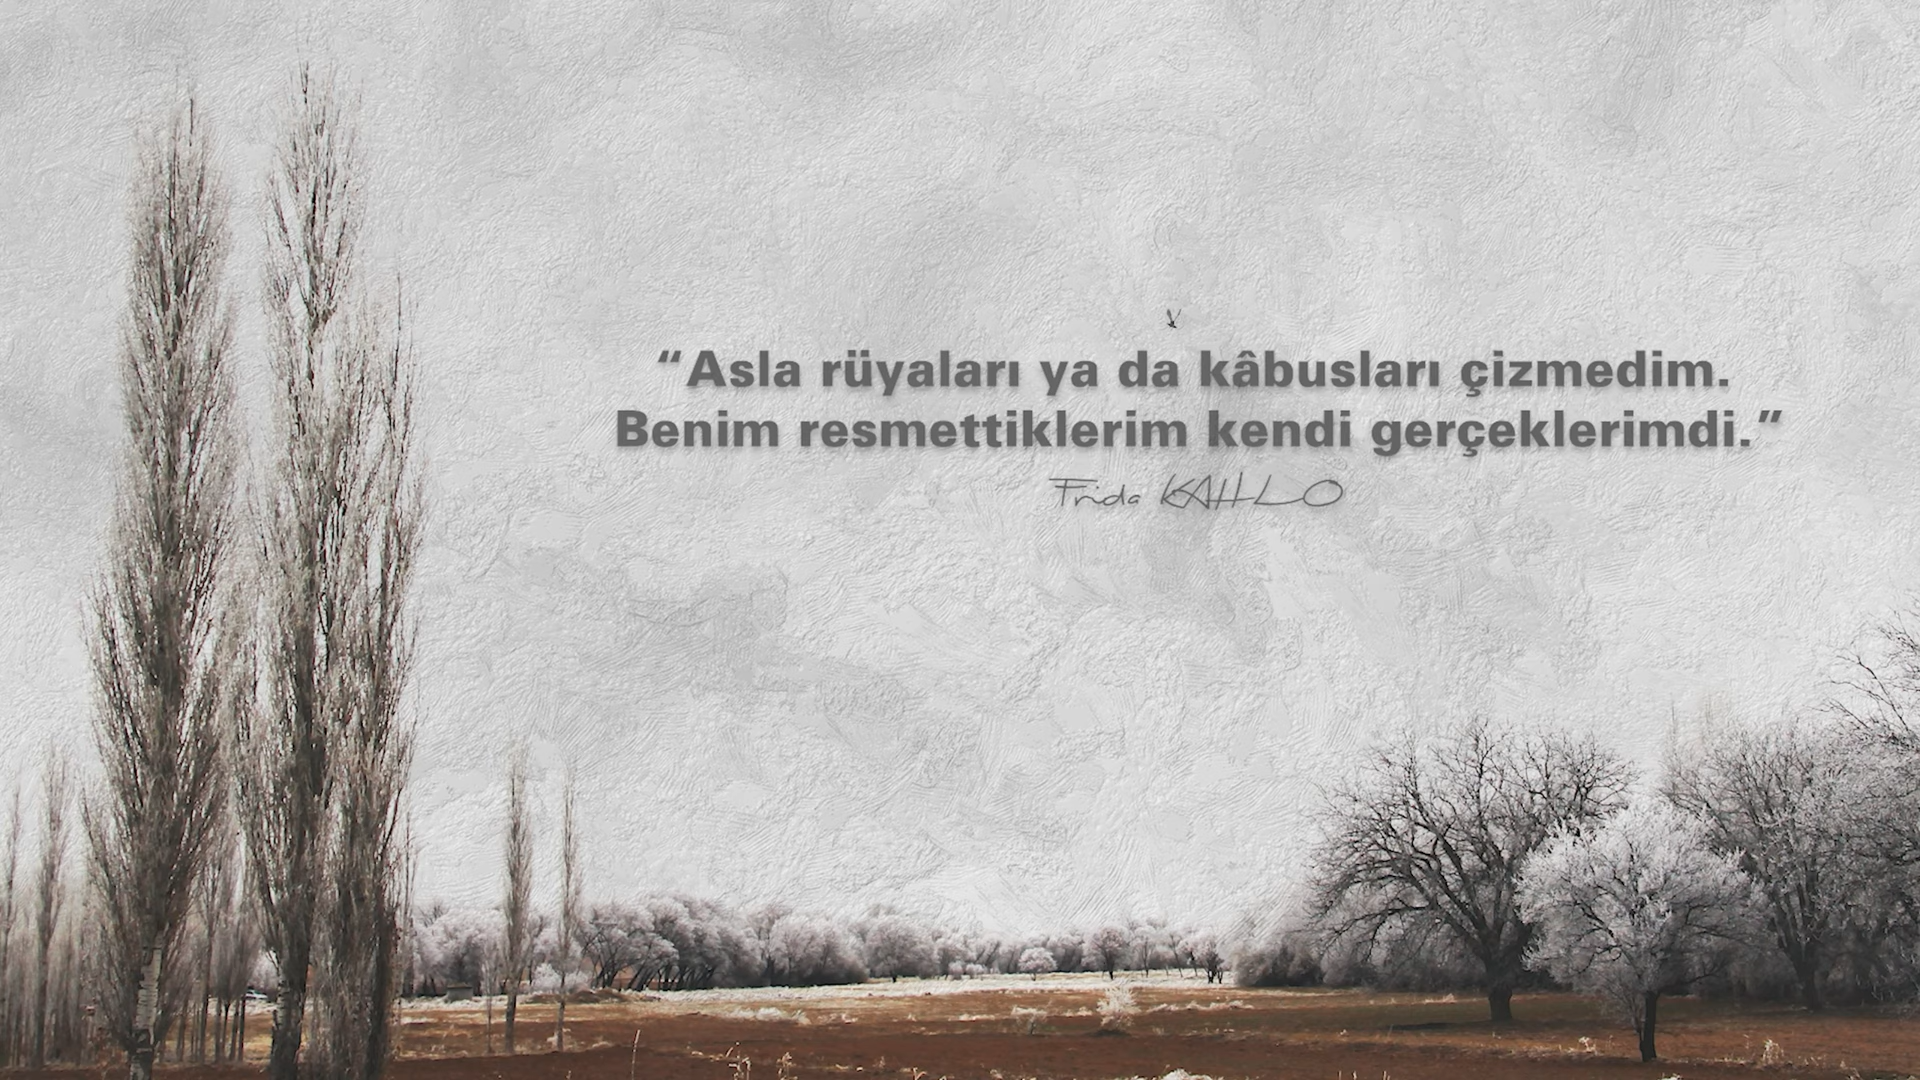 “Asla rüyaları ya da kâbusları çizmedim.
Benim resmettiklerim kendi gerçeklerimdi.”
Frida KAHLO